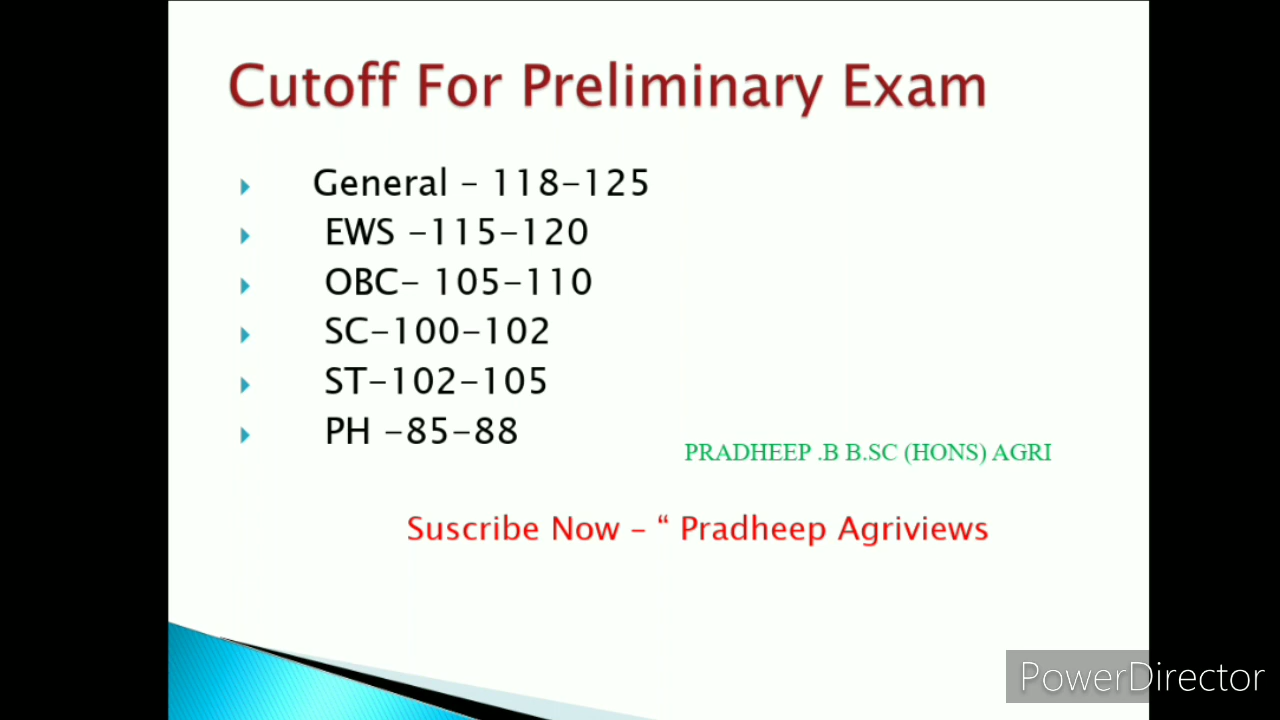 Cutoff For Preliminary Exam
General – 118-125
EWS -115-120
OBC- 105-110
SC-100-102
ST-102-105
PH -85-88
PRADHEEP .B B.SC (HONS) AGRI
Suscribe Now – “ Pradheep Agriviews
PowerDirector